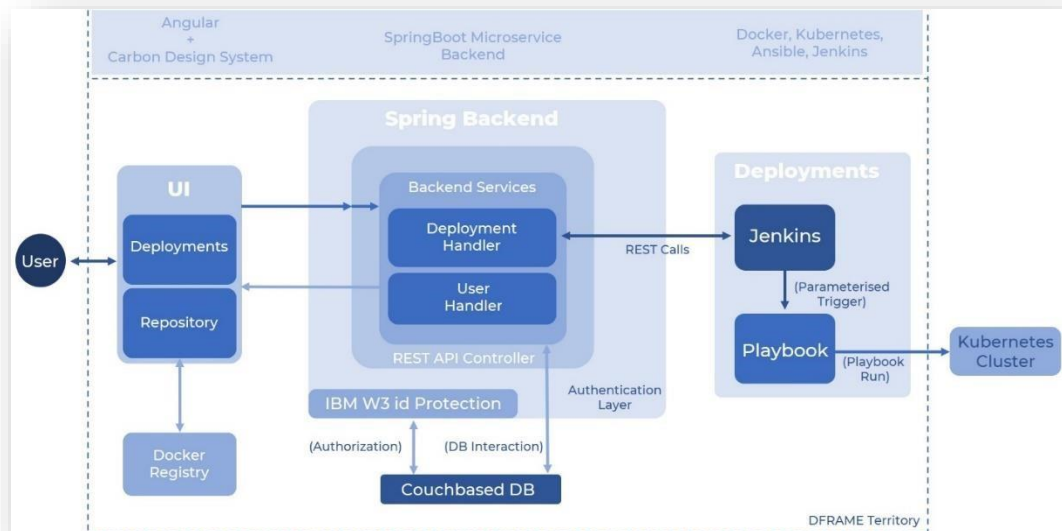 Angular
+
Carbon Design System
SpringBoot Microservice
Backend
Docker, Kubernetes,
Ansible, Jenkins
Spring Backend
UI
Backend Services
Deployments
Deployments
Deployment
Handler
REST Calls
Jenkins
User
User
Handler
(Parameterised
Trigger)
Repository
Playbook
(Playbook
Run)
Kubernetes
Cluster
REST API Controller
IBM W3 id Protection
Authentication
Layer
(Authorization)
(DB Interaction)
Docker
Registry
Couchbased DB
DFRAME Territory